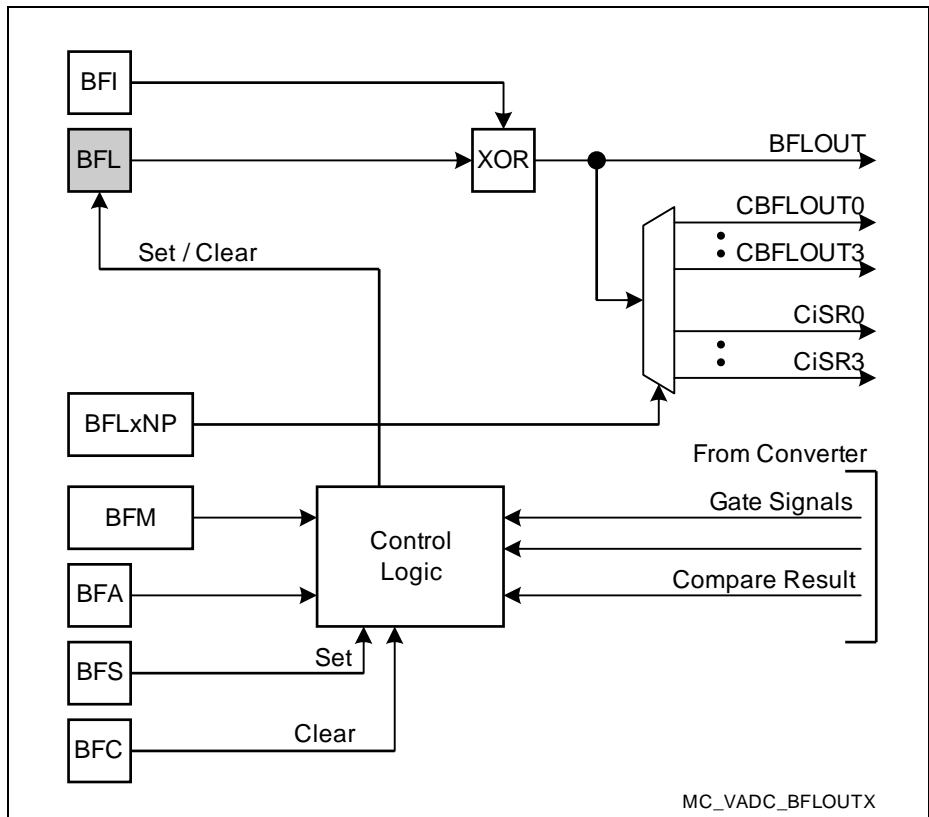 BFI
BFL
XOR
BFLOUT
CBFLOUT0
CBFLOUT3
Set / Clear
CiSR0
CiSR3
BFLxNP
From Converter
BFM
Control
Logic
Gate Signals
Compare Result
BFA
BFS
Set
BFC
Clear
MC_VADC_BFLOUTX